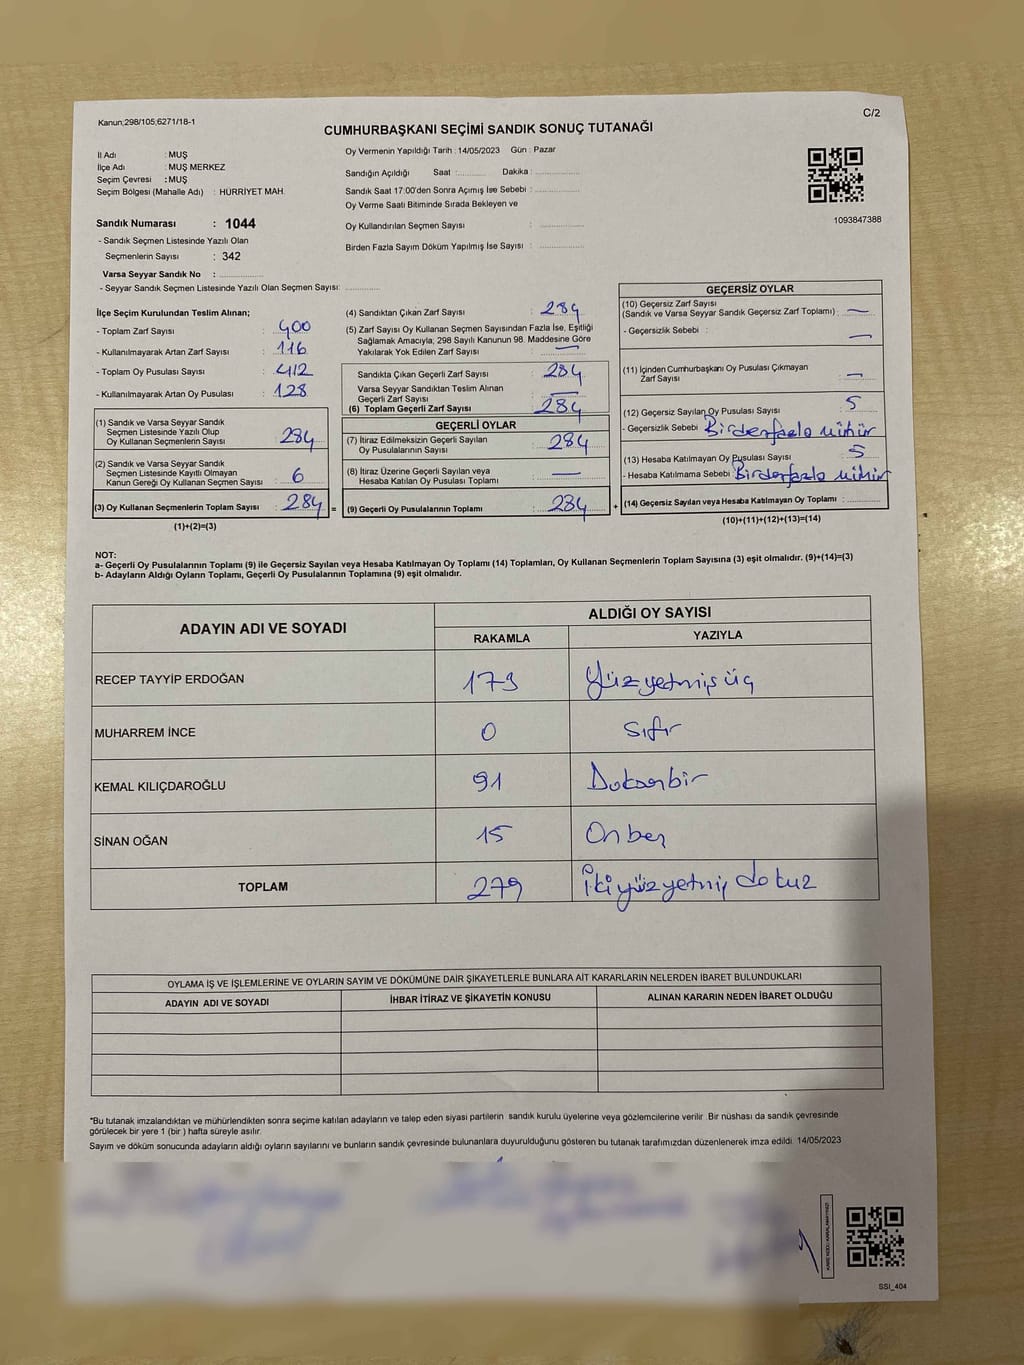 Kanun;298/105;6271/18-1
C/2
CUMHURBAŞKANI SEÇİMİ SANDIK SONUÇ TUTANAĞI
İl Adı : MUŞ
İlçe Adı : MUŞ MERKEZ
Seçim Çevresi : MUŞ
Seçim Bölgesi (Mahalle Adı) : HÜRRİYET MAH.
Sandık Numarası : 1044
- Sandık Seçmen Listesinde Yazılı Olan
Seçmenlerin Sayısı : 342
Varsa Seyyar Sandık No : ..............
- Seyyar Sandık Seçmen Listesinde Yazılı Olan Seçmen Sayısı: ..............
Oy Vermenin Yapıldığı Tarih : 14/05/2023 Gün : Pazar
Sandığın Açıldığı Saat :.......... Dakika :................
Sandık Saat 17:00'den Sonra Açımış İse Sebebi :................
Oy Verme Saati Bitiminde Sırada Bekleyen ve
Oy Kullandırılan Seçmen Sayısı : ................
Birden Fazla Sayım Döküm Yapılmış İse Sayısı : ................
1093847388
İlçe Seçim Kurulundan Teslim Alınan;
- Toplam Zarf Sayısı : 400
- Kullanılmayarak Artan Zarf Sayısı : 116
- Toplam Oy Pusulası Sayısı : 412
- Kullanılmayarak Artan Oy Pusulası : 128
(1) Sandık ve Varsa Seyyar Sandık
Seçmen Listesinde Yazılı Olup
Oy Kullanan Seçmenlerin Sayısı : 284
(2) Sandık ve Varsa Seyyar Sandık
Seçmen Listesinde Kayıtlı Olmayan
Kanun Gereği Oy Kullanan Seçmen Sayısı : 6
(3) Oy Kullanan Seçmenlerin Toplam Sayısı : 284 =
(1)+(2)=(3)
(4) Sandıktan Çıkan Zarf Sayısı : 284
(5) Zarf Sayısı Oy Kullanan Seçmen Sayısından Fazla İse, Eşitliği
Sağlamak Amacıyla; 298 Sayılı Kanunun 98. Maddesine Göre
Yakılarak Yok Edilen Zarf Sayısı : —
Sandıkta Çıkan Geçerli Zarf Sayısı : 284
Varsa Seyyar Sandıktan Teslim Alınan
Geçerli Zarf Sayısı : —
(6) Toplam Geçerli Zarf Sayısı : 284
GEÇERLİ OYLAR
(7) İtiraz Edilmeksizin Geçerli Sayılan
Oy Pusulasının Sayısı : 284
(8) İtiraz Üzerine Geçerli Sayılan veya
Hesaba Katılan Oy Pusulası Toplamı : —
(9) Geçerli Oy Pusulalarının Toplamı : 284 +
GEÇERSİZ OYLAR
(10) Geçersiz Zarf Sayısı
(Sandık ve Varsa Seyyar Sandık Geçersiz Zarf Toplamı) : —
- Geçersizlik Sebebi : —
(11) İçinden Cumhurbaşkanı Oy Pusulası Çıkmayan
Zarf Sayısı : —
(12) Geçersiz Sayılan Oy Pusulası Sayısı : 5
- Geçersizlik Sebebi : Birdenfazla mühür
(13) Hesaba Katılmayan Oy Pusulası Sayısı : 5
- Hesaba Katılmama Sebebi : Birdenfazla mühür
(14) Geçersiz Sayılan veya Hesaba Katılmayan Oy Toplamı : ............
(10)+(11)+(12)+(13)=(14)
NOT:
a- Geçerli Oy Pusulalarının Toplamı (9) ile Geçersiz Sayılan veya Hesaba Katılmayan Oy Toplamı (14) Toplamları, Oy Kullanan Seçmenlerin Toplam Sayısına (3) eşit olmalıdır. (9)+(14)=(3)
b- Adayların Aldığı Oyların Toplamı, Geçerli Oy Pusulalarının Toplamına (9) eşit olmalıdır.
ADAYIN ADI VE SOYADI ALDIĞI OY SAYISI
RAKAMLA YAZIYLA
RECEP TAYYİP ERDOĞAN 173 Yüzyetmişüç
MUHARREM İNCE 0 Sıfır
KEMAL KILIÇDAROĞLU 91 Doksanbir
SİNAN OĞAN 15 Onbeş
TOPLAM 279 İkiyüzyetmiş dokuz
OYLAMA İŞ VE İŞLEMLERİNE VE OYLARIN SAYIM VE DÖKÜMÜNE DAİR ŞİKAYETLERLE BUNLARA AİT KARARLARIN NELERDEN İBARET BULUNDUKLARI
ADAYIN ADI VE SOYADI İHBAR İTİRAZ VE ŞİKAYETİN KONUSU ALINAN KARARIN NEDEN İBARET OLDUĞU
*Bu tutanak imzalandıktan ve mühürlendikten sonra seçime katılan adayların ve talep eden siyasi partilerin sandık kurulu üyelerine veya gözlemcilerine verilir .Bir nüshası da sandık çevresinde
görülecek bir yere 1 (bir ) hafta süreyle asılır.
Sayım ve döküm sonucunda adayların aldığı oyların sayılarını ve bunların sandık çevresinde bulunanlara duyurulduğunu gösteren bu tutanak tarafımızdan düzenlenerek imza edildi. 14/05/2023
SSI_404